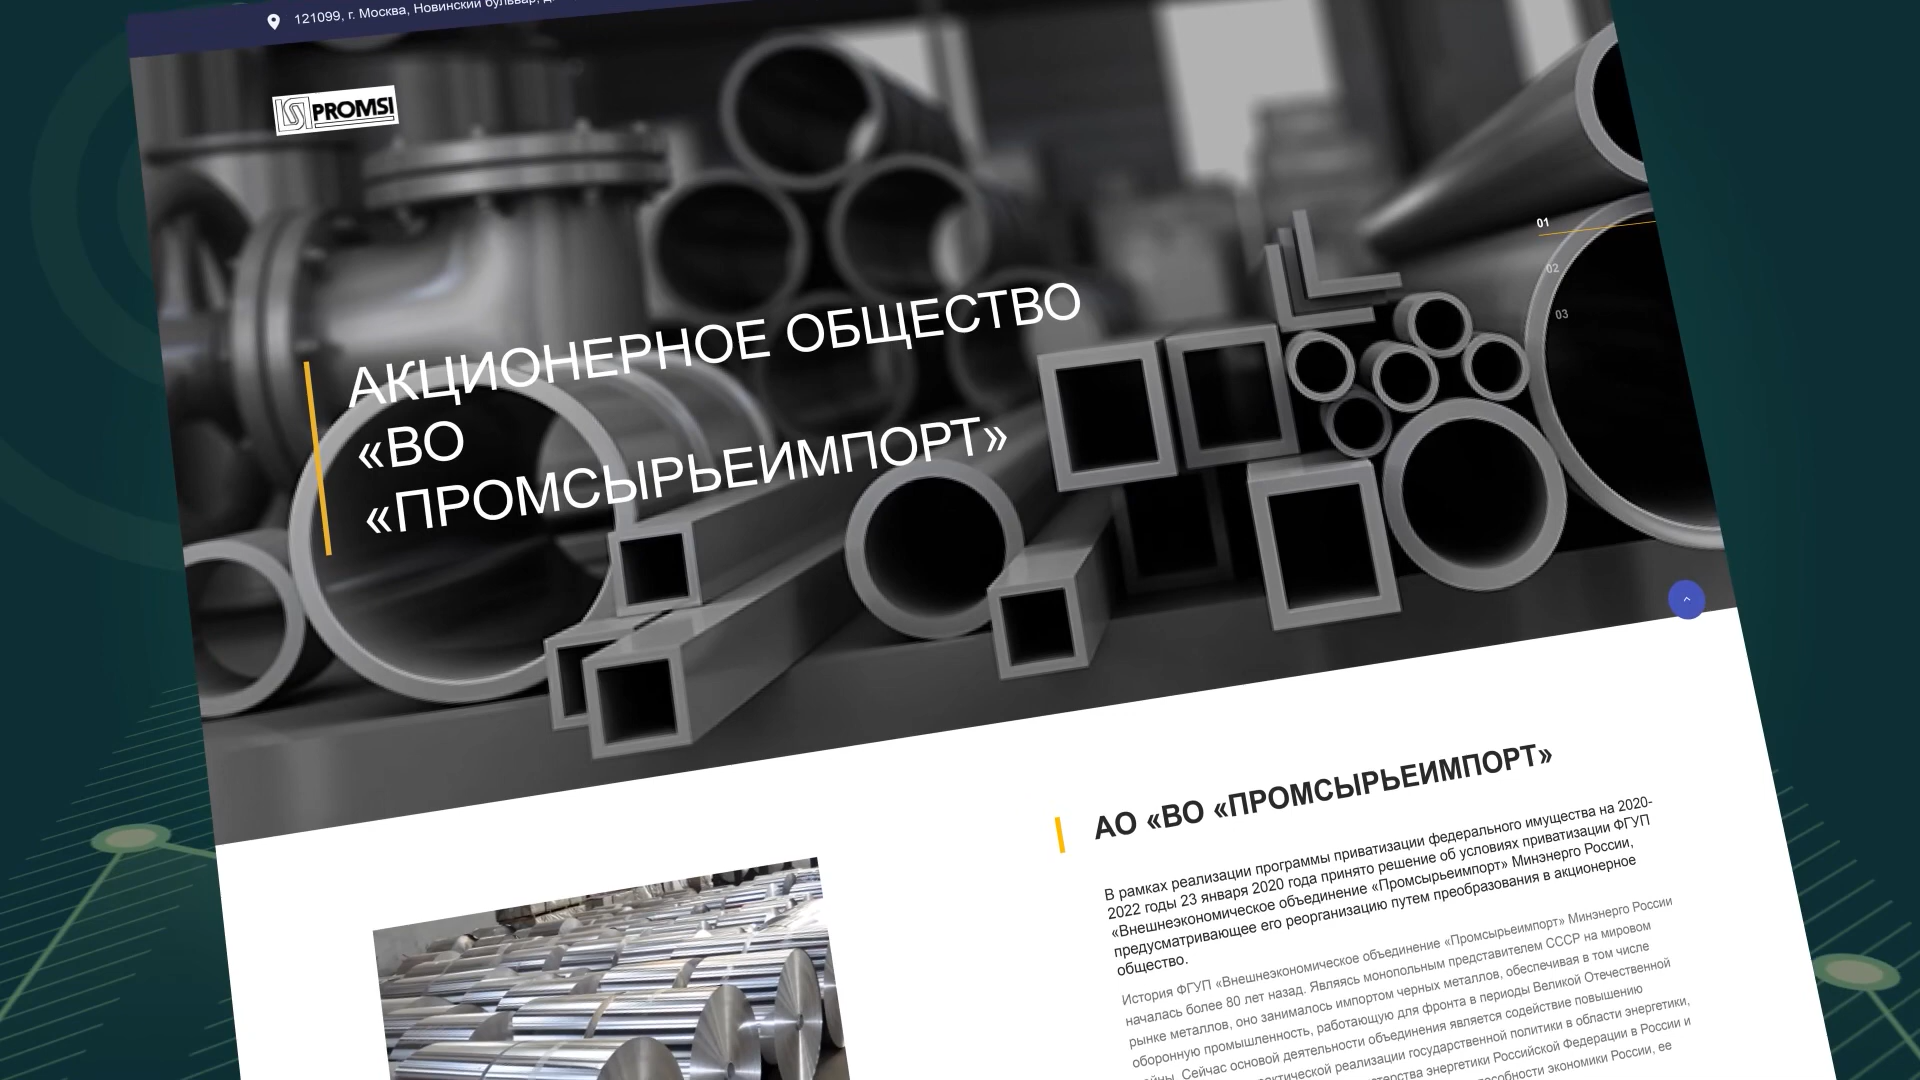 121099, г. Москва, Новинский бульвар,
PROMSI
АКЦИОНЕРНОЕ ОБЩЕСТВО
«ВО
«ПРОМСЫРЬЕИМПОРТ»
01
02
03
АО «ВО «ПРОМСЫРЬЕИМПОРТ»
В рамках реализации программы приватизации федерального имущества на 2020-
2022 годы 23 января 2020 года принято решение об условиях приватизации ФГУП
«Внешнеэкономическое объединение «Промсырьеимпорт» Минэнерго России,
предусматривающее его реорганизацию путем преобразования в акционерное
общество.
История ФГУП «Внешнеэкономическое объединение «Промсырьеимпорт» Минэнерго России
началась более 80 лет назад. Являясь монопольным представителем СССР на мировом
рынке металлов, оно занималось импортом черных металлов, обеспечивая в том числе
оборонную промышленность, работающую для фронта в периоды Великой Отечественной
Сейчас основой деятельности объединения является содействие повышению
реализации государственной политики в области энергетики,
энергетики Российской Федерации в России и
экономики России, ее